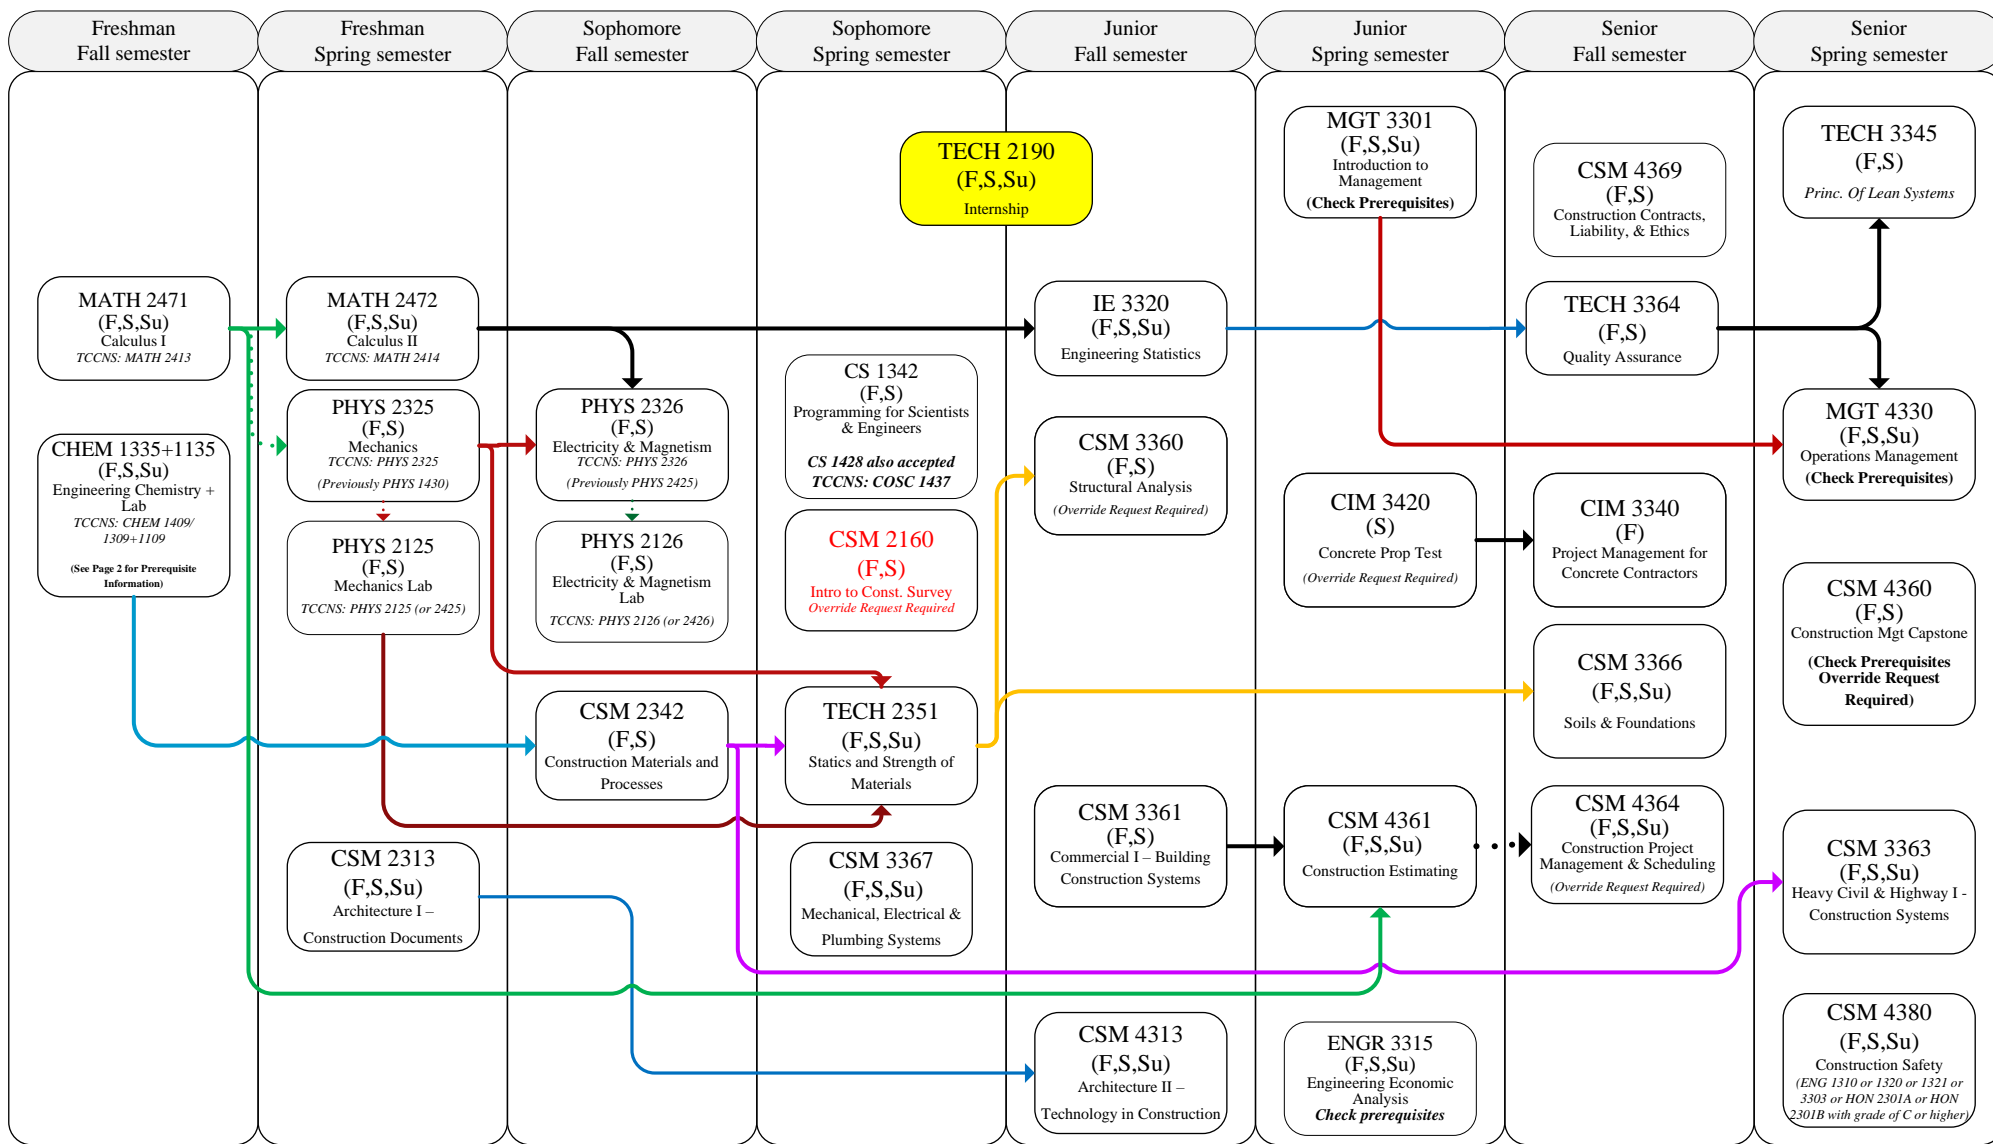 Freshman
Fall semester
Freshman
Spring semester
Sophomore
Fall semester
Sophomore
Spring semester
Junior
Fall semester
Junior
Spring semester
Senior
Fall semester
Senior
Spring semester
MATH 2471
(F,S,Su)
Calculus I
TCCNS: MATH 2413
CHEM 1335+1135
(F,S,Su)
Engineering Chemistry +
Lab
TCCNS: CHEM 1409/
1309+1109
(See Page 2 for Prerequisite
Information)
MATH 2472
(F,S,Su)
Calculus II
TCCNS: MATH 2414
PHYS 2325
(F,S)
Mechanics
TCCNS: PHYS 2325
(Previously PHYS 1430)
PHYS 2125
(F,S)
Mechanics Lab
TCCNS: PHYS 2125 (or 2425)
CSM 2313
(F,S,Su)
Architecture I –
Construction Documents
PHYS 2326
(F,S)
Electricity & Magnetism
TCCNS: PHYS 2326
(Previously PHYS 2425)
PHYS 2126
(F,S)
Electricity & Magnetism
Lab
TCCNS: PHYS 2126 (or 2426)
CSM 2342
(F,S)
Construction Materials and
Processes
TECH 2190
(F,S,Su)
Internship
CS 1342
(F,S)
Programming for Scientists
& Engineers
CS 1428 also accepted
TCCNS: COSC 1437
CSM 2160
(F,S)
Intro to Const. Survey
Override Request Required
TECH 2351
(F,S,Su)
Statics and Strength of
Materials
CSM 3367
(F,S,Su)
Mechanical, Electrical &
Plumbing Systems
IE 3320
(F,S,Su)
Engineering Statistics
CSM 3360
(F,S)
Structural Analysis
(Override Request Required)
CSM 3361
(F,S)
Commercial I – Building
Construction Systems
CSM 4313
(F,S,Su)
Architecture II –
Technology in Construction
MGT 3301
(F,S,Su)
Introduction to
Management
(Check Prerequisites)
CIM 3420
(S)
Concrete Prop Test
(Override Request Required)
CSM 4361
(F,S,Su)
Construction Estimating
ENGR 3315
(F,S,Su)
Engineering Economic
Analysis
Check prerequisites
CSM 4369
(F,S)
Construction Contracts,
Liability, & Ethics
TECH 3364
(F,S)
Quality Assurance
CIM 3340
(F)
Project Management for
Concrete Contractors
CSM 3366
(F,S,Su)
Soils & Foundations
CSM 4364
(F,S,Su)
Construction Project
Management & Scheduling
(Override Request Required)
TECH 3345
(F,S)
Princ. Of Lean Systems
MGT 4330
(F,S,Su)
Operations Management
(Check Prerequisites)
CSM 4360
(F,S)
Construction Mgt Capstone
(Check Prerequisites
Override Request
Required)
CSM 3363
(F,S,Su)
Heavy Civil & Highway I -
Construction Systems
CSM 4380
(F,S,Su)
Construction Safety
(ENG 1310 or 1320 or 1321 or
3303 or HON 2301A or HON
2301B with grade of C or higher)